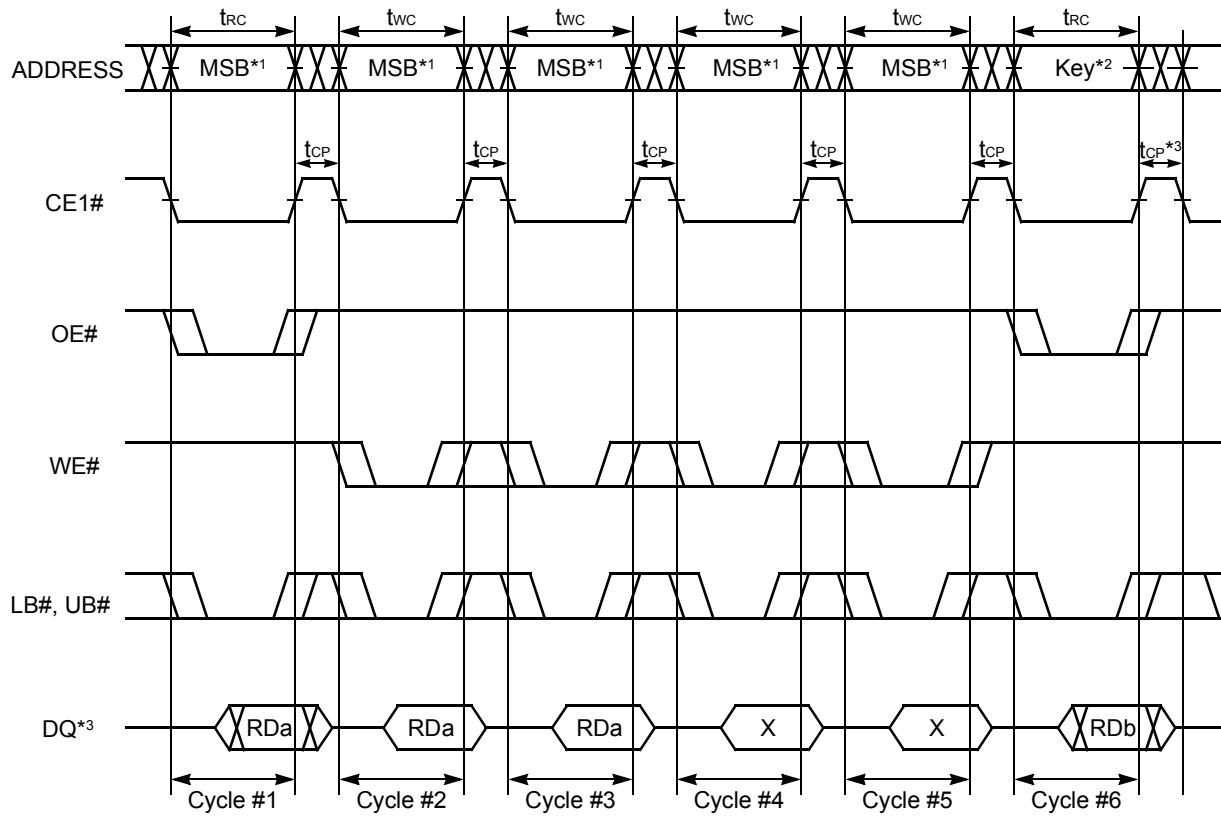 tRC tWC tWC tWC tWC tRC
ADDRESS MSB*1 MSB*1 MSB*1 MSB*1 MSB*1 Key*2
tCP tCP tCP tCP tCP tCP*3
CE1#
OE#
WE#
LB#, UB#
DQ*3 RDa RDa RDa X X RDb
Cycle #1 Cycle #2 Cycle #3 Cycle #4 Cycle #5 Cycle #6